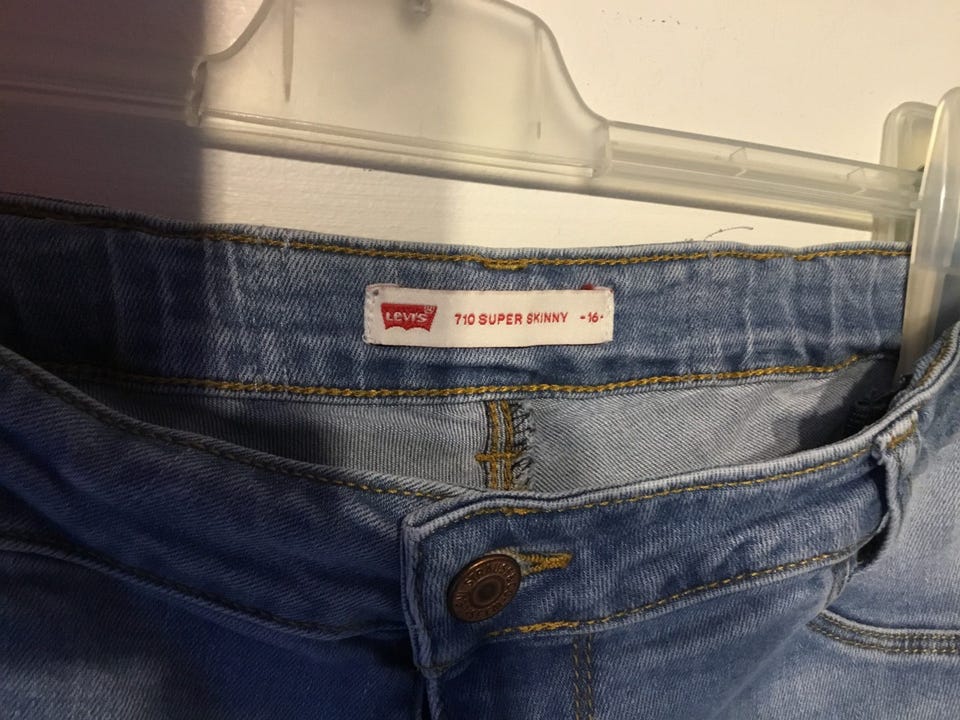 Levi's 710 SUPER SKINNY -16-